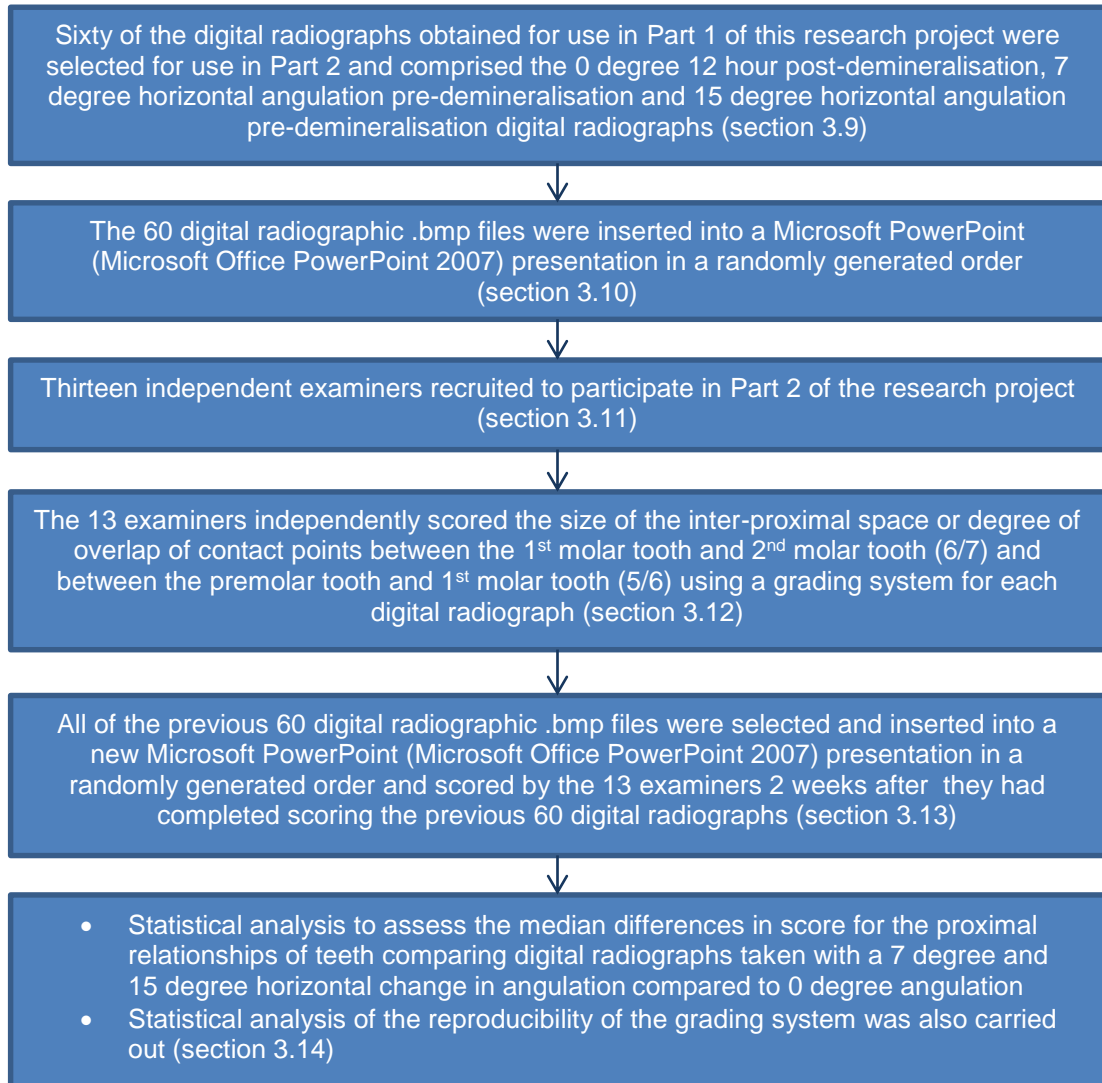 Sixty of the digital radiographs obtained for use in Part 1 of this research project were
selected for use in Part 2 and comprised the 0 degree 12 hour post-demineralisation, 7
degree horizontal angulation pre-demineralisation and 15 degree horizontal angulation
pre-demineralisation digital radiographs (section 3.9)
The 60 digital radiographic .bmp files were inserted into a Microsoft PowerPoint
(Microsoft Office PowerPoint 2007) presentation in a randomly generated order
(section 3.10)
Thirteen independent examiners recruited to participate in Part 2 of the research project
(section 3.11)
The 13 examiners independently scored the size of the inter-proximal space or degree of
overlap of contact points between the 1st molar tooth and 2nd molar tooth (6/7) and
between the premolar tooth and 1st molar tooth (5/6) using a grading system for each
digital radiograph (section 3.12)
All of the previous 60 digital radiographic .bmp files were selected and inserted into a
new Microsoft PowerPoint (Microsoft Office PowerPoint 2007) presentation in a
randomly generated order and scored by the 13 examiners 2 weeks after they had
completed scoring the previous 60 digital radiographs (section 3.13)
• Statistical analysis to assess the median differences in score for the proximal
relationships of teeth comparing digital radiographs taken with a 7 degree and
15 degree horizontal change in angulation compared to 0 degree angulation
• Statistical analysis of the reproducibility of the grading system was also carried
out (section 3.14)